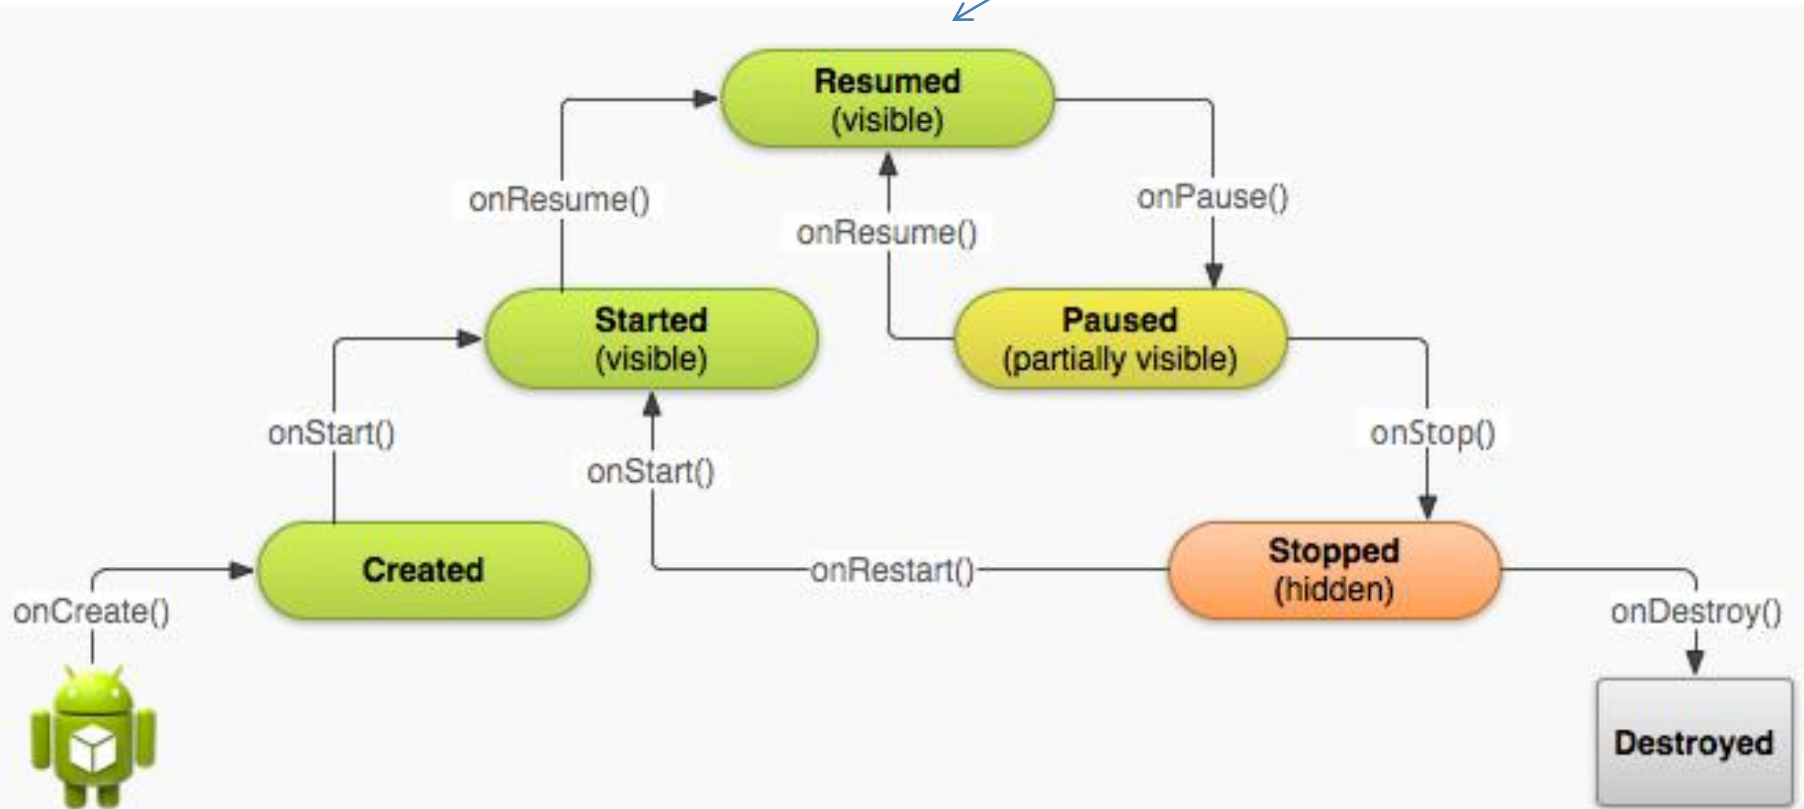 Resumed
(visible)
onResume()
onPause()
onResume()
Started
(visible)
Paused
(partially visible)
onStart()
onStop()
onStart()
Created
onRestart()
Stopped
(hidden)
onCreate()
onDestroy()
Destroyed